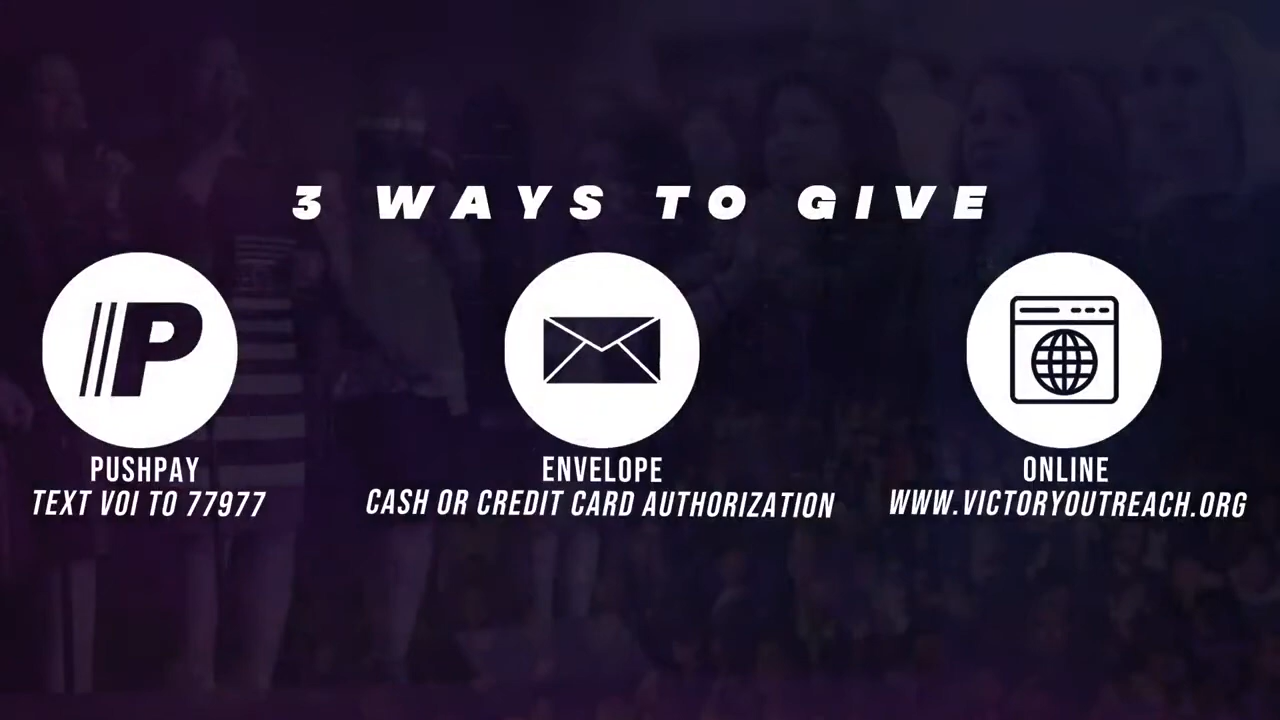 3 WAYS TO GIVE
P
PUSHPAY
TEXT VOI TO 77977
ENVELOPE
CASH OR CREDIT CARD AUTHORIZATION
ONLINE
WWW.VICTORYOUTREACH.ORG